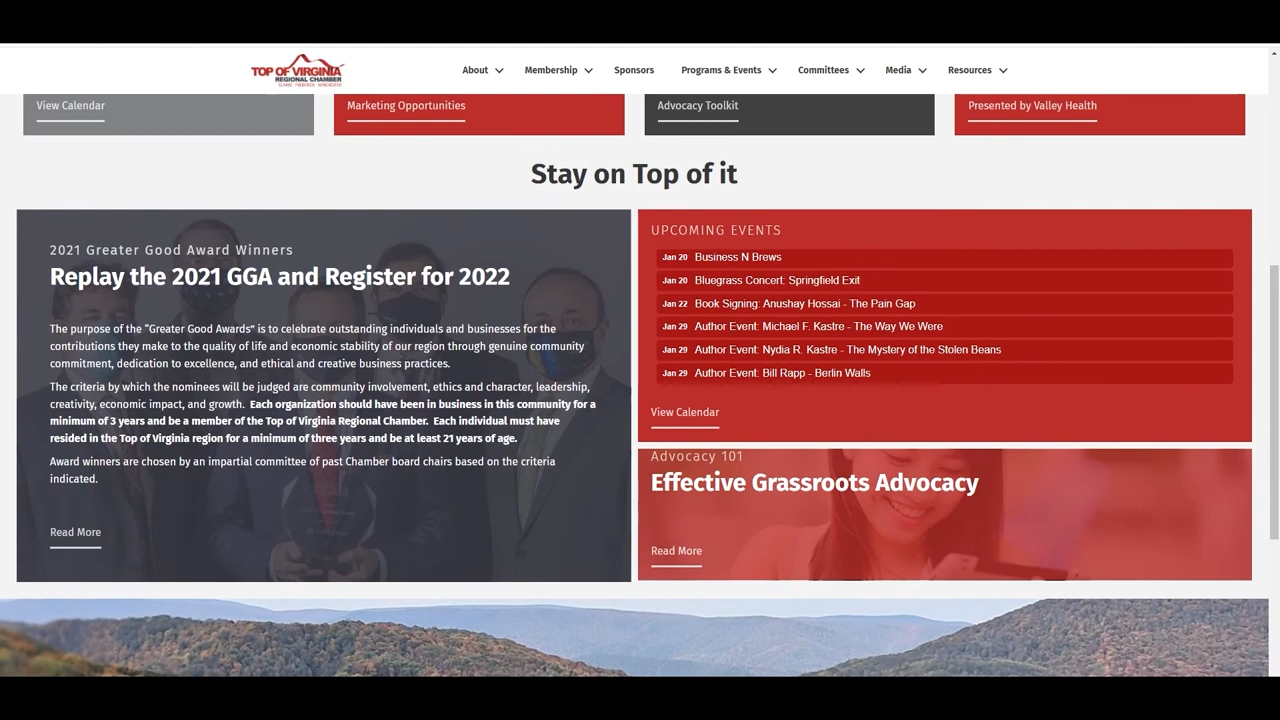 TOP OF VIRGINIA
REGIONAL CHAMBER
CLARKE · FREDERICK · WINCHESTER
About
Membership
Sponsors
Programs & Events
Committees
Media
Resources
View Calendar
Marketing Opportunities
Advocacy Toolkit
Presented by Valley Health
Stay on Top of it
2021 Greater Good Award Winners
Replay the 2021 GGA and Register for 2022
The purpose of the “Greater Good Awards” is to celebrate outstanding individuals and businesses for the
contributions they make to the quality of life and economic stability of our region through genuine community
commitment, dedication to excellence, and ethical and creative business practices.
The criteria by which the nominees will be judged are community involvement, ethics and character, leadership,
creativity, economic impact, and growth. Each organization should have been in business in this community for a
minimum of 3 years and be a member of the Top of Virginia Regional Chamber. Each individual must have
resided in the Top of Virginia region for a minimum of three years and be at least 21 years of age.
Award winners are chosen by an impartial committee of past Chamber board chairs based on the criteria
indicated.
Read More
UPCOMING EVENTS
Jan 20 Business N Brews
Jan 20 Bluegrass Concert: Springfield Exit
Jan 22 Book Signing: Anushay Hossai - The Pain Gap
Jan 29 Author Event: Michael F. Kastre - The Way We Were
Jan 29 Author Event: Nydia R. Kastre - The Mystery of the Stolen Beans
Jan 29 Author Event: Bill Rapp - Berlin Walls
View Calendar
Advocacy 101
Effective Grassroots Advocacy
Read More